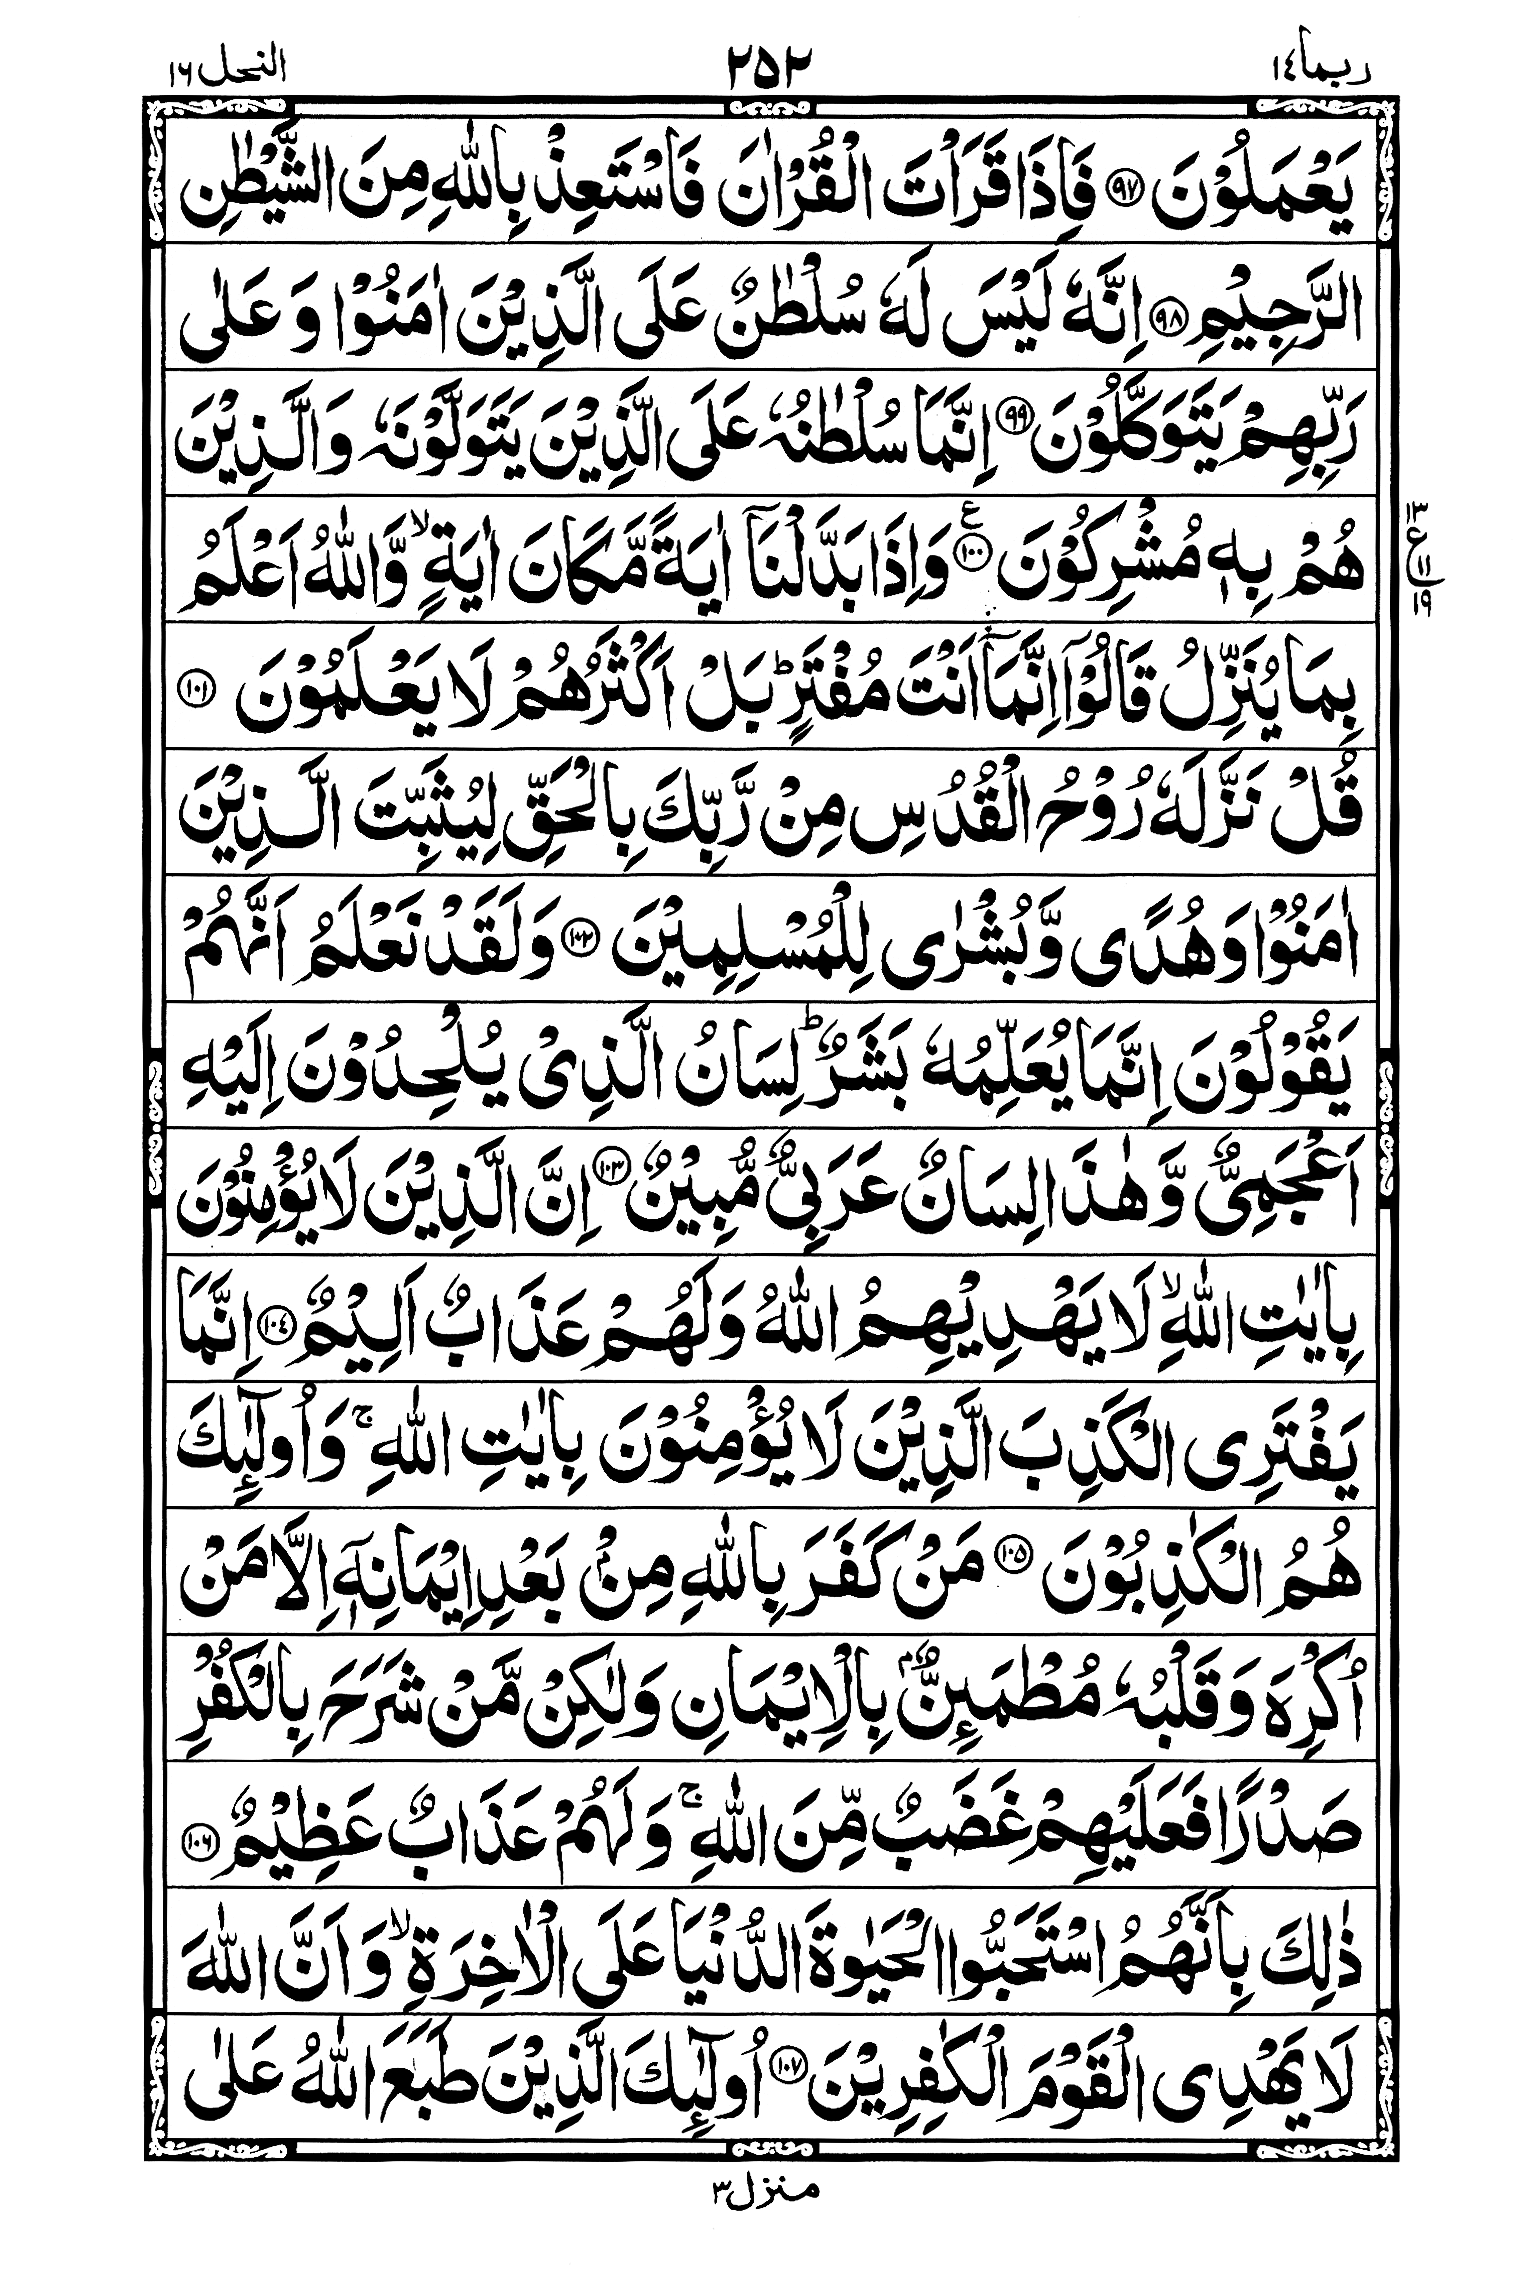 ربما ١٤
٢٥٢
النحل ١٦
يَعْمَلُوْنَ ﴿٩٧﴾ فَاِذَا قَرَاْتَ الْقُرْاٰنَ فَاسْتَعِذْ بِاللّٰهِ مِنَ الشَّيْطٰنِ
الرَّجِيْمِ ﴿٩٨﴾ اِنَّهٗ لَيْسَ لَهٗ سُلْطٰنٌ عَلَى الَّذِيْنَ اٰمَنُوْا وَ عَلٰى
رَبِّهِمْ يَتَوَكَّلُوْنَ ﴿٩٩﴾ اِنَّمَا سُلْطٰنُهٗ عَلَى الَّذِيْنَ يَتَوَلَّوْنَهٗ وَالَّذِيْنَ
هُمْ بِهٖ مُشْرِكُوْنَ ﴿١٠٠﴾ ع وَاِذَا بَدَّلْنَاۤ اٰيَةً مَّكَانَ اٰيَةٍ ۙ وَّاللّٰهُ اَعْلَمُ
١٣
ع
١١
١٩
بِمَا يُنَزِّلُ قَالُوْۤا اِنَّمَاۤ اَنْتَ مُفْتَرٍ ؕ بَلْ اَكْثَرُهُمْ لَا يَعْلَمُوْنَ ﴿١٠١﴾
قُلْ نَزَّلَهٗ رُوْحُ الْقُدُسِ مِنْ رَّبِّكَ بِالْحَقِّ لِيُثَبِّتَ الَّذِيْنَ
اٰمَنُوْا وَهُدًى وَّبُشْرٰى لِلْمُسْلِمِيْنَ ﴿١٠٢﴾ وَلَقَدْ نَعْلَمُ اَنَّهُمْ
يَقُوْلُوْنَ اِنَّمَا يُعَلِّمُهٗ بَشَرٌ ؕ لِسَانُ الَّذِيْ يُلْحِدُوْنَ اِلَيْهِ
اَعْجَمِيٌّ وَّهٰذَا لِسَانٌ عَرَبِيٌّ مُّبِيْنٌ ﴿١٠٣﴾ اِنَّ الَّذِيْنَ لَا يُؤْمِنُوْنَ
بِاٰيٰتِ اللّٰهِ ۙ لَا يَهْدِيْهِمُ اللّٰهُ وَلَهُمْ عَذَابٌ اَلِيْمٌ ﴿١٠٤﴾ اِنَّمَا
يَفْتَرِى الْكَذِبَ الَّذِيْنَ لَا يُؤْمِنُوْنَ بِاٰيٰتِ اللّٰهِ ۚ وَاُولٰٓئِكَ
هُمُ الْكٰذِبُوْنَ ﴿١٠٥﴾ مَنْ كَفَرَ بِاللّٰهِ مِنْۢ بَعْدِ اِيْمَانِهٖۤ اِلَّا مَنْ
اُكْرِهَ وَقَلْبُهٗ مُطْمَئِنٌّۢ بِالْاِيْمَانِ وَلٰكِنْ مَّنْ شَرَحَ بِالْكُفْرِ
صَدْرًا فَعَلَيْهِمْ غَضَبٌ مِّنَ اللّٰهِ ۚ وَلَهُمْ عَذَابٌ عَظِيْمٌ ﴿١٠٦﴾
ذٰلِكَ بِاَنَّهُمُ اسْتَحَبُّوا الْحَيٰوةَ الدُّنْيَا عَلَى الْاٰخِرَةِ ۙ وَاَنَّ اللّٰهَ
لَا يَهْدِى الْقَوْمَ الْكٰفِرِيْنَ ﴿١٠٧﴾ اُولٰٓئِكَ الَّذِيْنَ طَبَعَ اللّٰهُ عَلٰى
منزل ٣